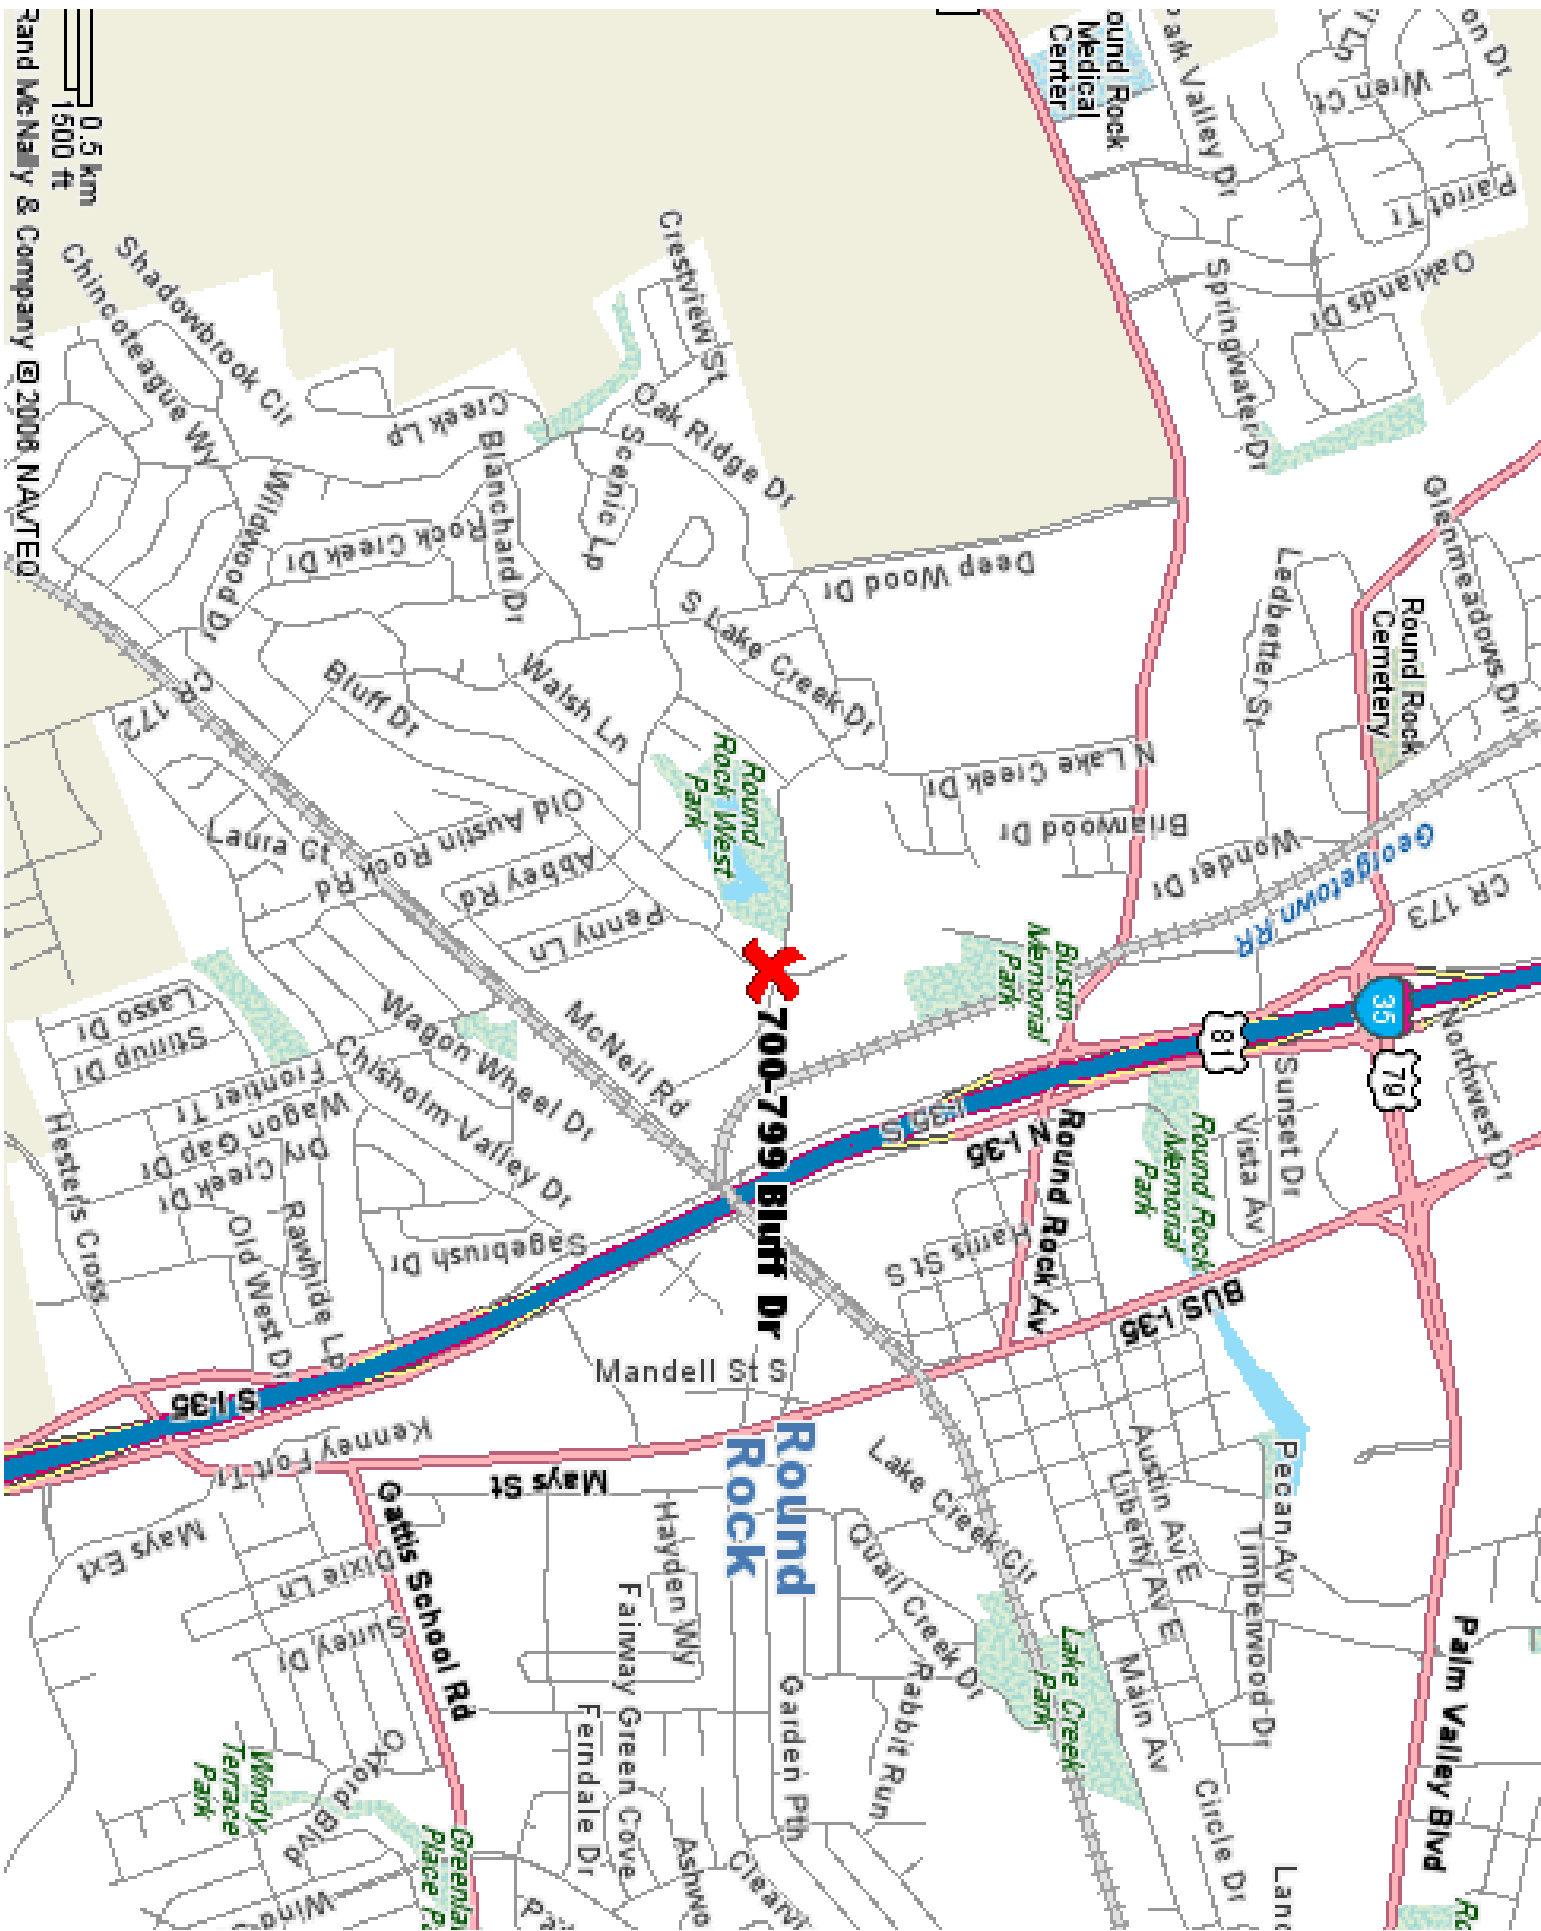 Round Rock
Medical
Center
Oak Valley Dr
Wren Ct
Parrot Tr
Oaklands Dr
Springwater Dr
Glenmeadows Dr
Round Rock
Cemetery
Ledbetter St
Deep Wood Dr
Crestview St
Oak Ridge Dr
Scenic Lp
Creek Lp
Blanchard Dr
Rock Creek Dr
Wildwood Dr
Shadowbrook Cir
Chincoteague Wy
S Lake Creek Dr
N Lake Creek Dr
Briarwood Dr
Wonder Dr
Georgetown RR
CR 173
CR 172
Bluff Dr
Walsh Ln
Round
Rock West
Park
Old Austin Rock Rd
Laura Ct
Abbey Rd
Penny Ln
McNeil Rd
Bustin
Memorial
Park
700-799 Bluff Dr
35
81
79
I-35 S
N I-35
S I-35
BUS I-35
Northwest Dr
Sunset Dr
Vista Av
Round Rock
Memorial
Park
Round Rock Av
Harris St S
Lasso Dr
Stirrup Dr
Frontier Tr
Wagon Gap Dr
Dry Creek Dr
Wagon Wheel Dr
Chisholm Valley Dr
Hesters Cross
Old West Dr
Rawhide Lp
Sagebrush Dr
Mandell St S
Round
Rock
Mays St
Kenney Fort Tr
Mays Ext
Gattis School Rd
Dixie Ln
Surrey Dr
Oxford Blvd
Windy
Terrace
Park
Hayden Wy
Fairway Green Cove
Ferndale Dr
Garden Pth
Lake Creek Cir
Quail Creek Dr
Rabbit Run
Lake Creek
Park
Austin Av E
Liberty Av E
Main Av
Pecan Av
Timberwood Dr
Circle Dr
Palm Valley Blvd
0.5 km
1500 ft
Rand McNally & Company © 2006 NAVTEQ